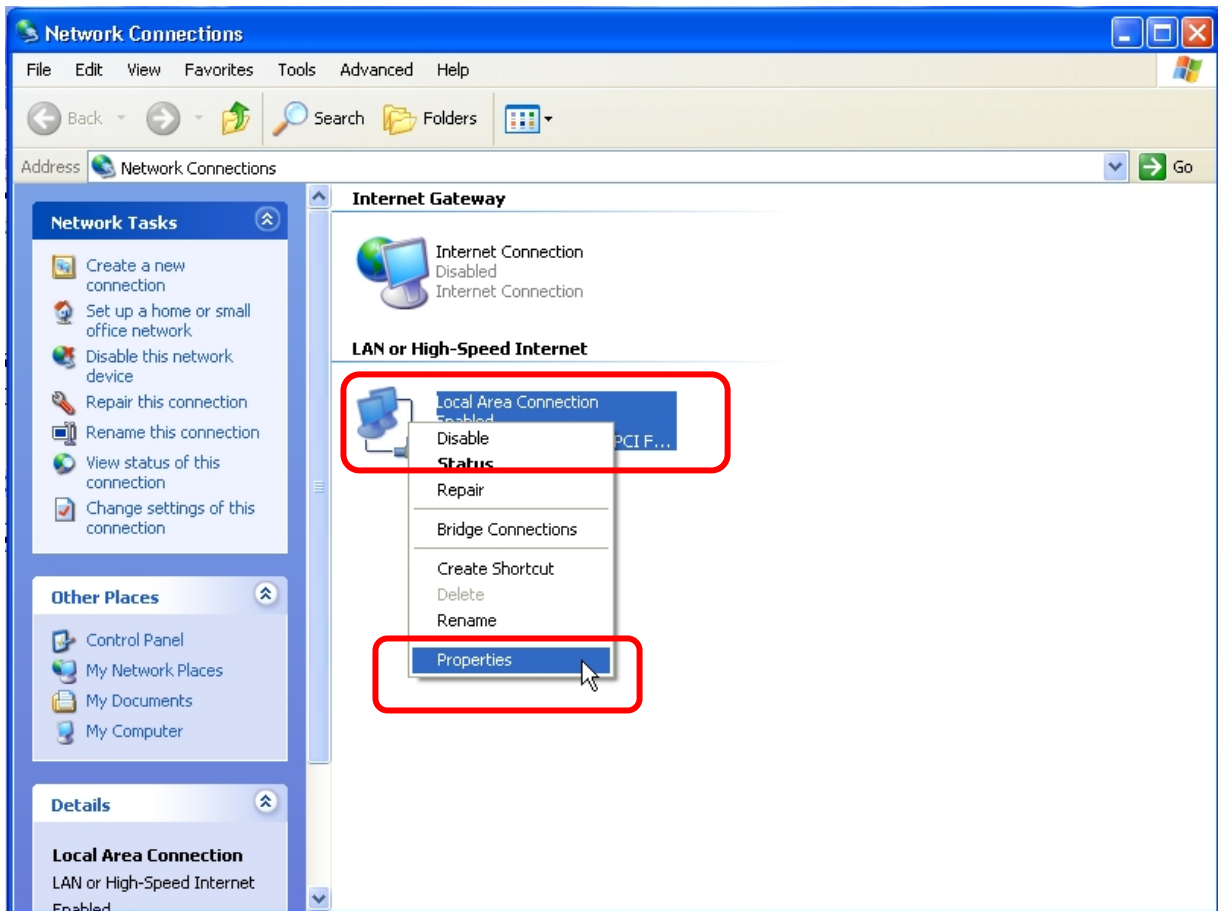 Network Connections
File Edit View Favorites Tools Advanced Help
Back Search Folders
Address Network Connections Go
Network Tasks
Create a new
connection
Set up a home or small
office network
Disable this network
device
Repair this connection
Rename this connection
View status of this
connection
Change settings of this
connection
Other Places
Control Panel
My Network Places
My Documents
My Computer
Details
Local Area Connection
LAN or High-Speed Internet
Enabled
Internet Gateway
Internet Connection
Disabled
Internet Connection
LAN or High-Speed Internet
Local Area Connection
Enabled
PCI F...
Disable
Status
Repair
Bridge Connections
Create Shortcut
Delete
Rename
Properties